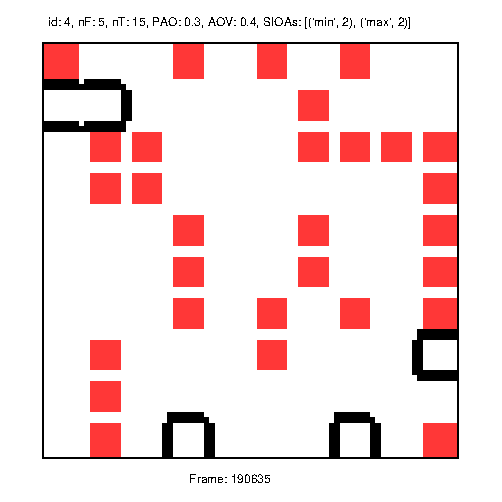 id: 4, nF: 5, nT: 15, PAO: 0.3, AOV: 0.4, SIOAs: [('min', 2), ('max', 2)]
Frame: 190635